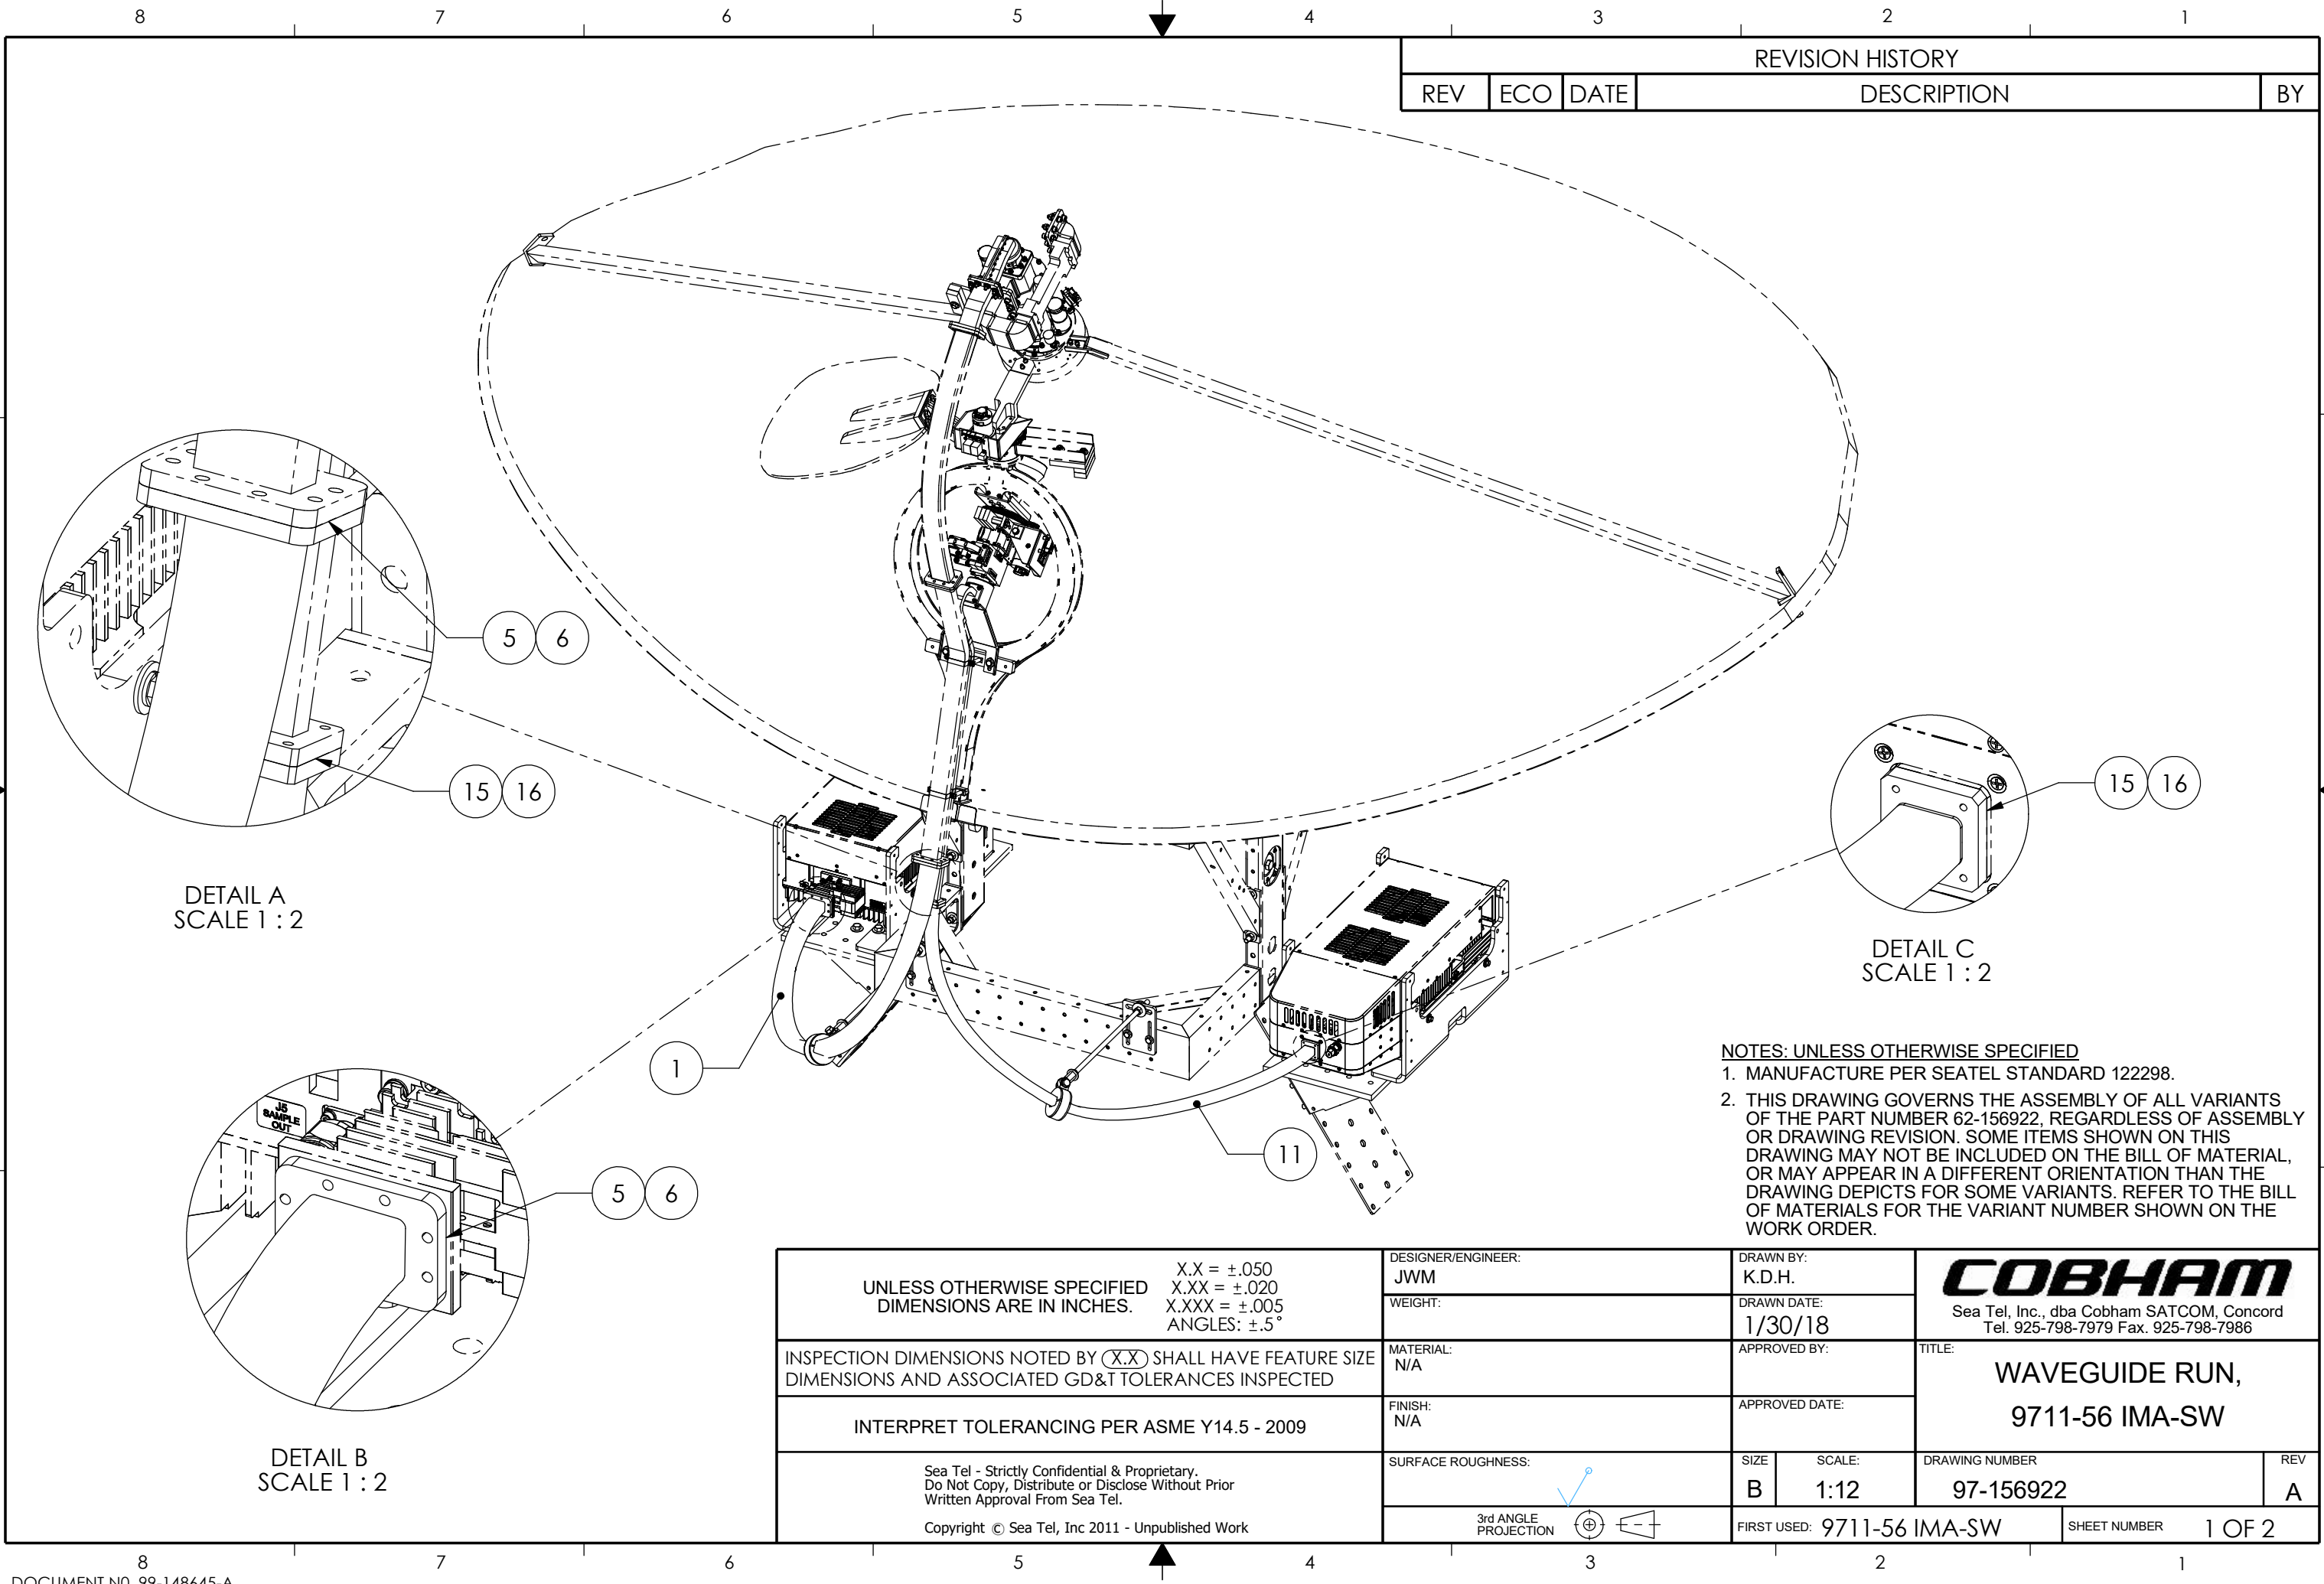 8 7 6 5 4 3 2 1
REVISION HISTORY
REV ECO DATE DESCRIPTION BY
5 6
15 16
DETAIL A
SCALE 1 : 2
15 16
DETAIL C
SCALE 1 : 2
1
11
J5
SAMPLE
OUT
5 6
DETAIL B
SCALE 1 : 2
NOTES: UNLESS OTHERWISE SPECIFIED
1. MANUFACTURE PER SEATEL STANDARD 122298.
2. THIS DRAWING GOVERNS THE ASSEMBLY OF ALL VARIANTS
OF THE PART NUMBER 62-156922, REGARDLESS OF ASSEMBLY
OR DRAWING REVISION. SOME ITEMS SHOWN ON THIS
DRAWING MAY NOT BE INCLUDED ON THE BILL OF MATERIAL,
OR MAY APPEAR IN A DIFFERENT ORIENTATION THAN THE
DRAWING DEPICTS FOR SOME VARIANTS. REFER TO THE BILL
OF MATERIALS FOR THE VARIANT NUMBER SHOWN ON THE
WORK ORDER.
UNLESS OTHERWISE SPECIFIED
DIMENSIONS ARE IN INCHES.
X.X = ±.050
X.XX = ±.020
X.XXX = ±.005
ANGLES: ±.5°
INSPECTION DIMENSIONS NOTED BY X.X SHALL HAVE FEATURE SIZE
DIMENSIONS AND ASSOCIATED GD&T TOLERANCES INSPECTED
INTERPRET TOLERANCING PER ASME Y14.5 - 2009
Sea Tel - Strictly Confidential & Proprietary.
Do Not Copy, Distribute or Disclose Without Prior
Written Approval From Sea Tel.
Copyright © Sea Tel, Inc 2011 - Unpublished Work
DESIGNER/ENGINEER:
JWM
WEIGHT:
MATERIAL:
N/A
FINISH:
N/A
SURFACE ROUGHNESS:
3rd ANGLE
PROJECTION
DRAWN BY:
K.D.H.
DRAWN DATE:
1/30/18
APPROVED BY:
APPROVED DATE:
COBHAM
Sea Tel, Inc., dba Cobham SATCOM, Concord
Tel. 925-798-7979 Fax. 925-798-7986
TITLE:
WAVEGUIDE RUN,
9711-56 IMA-SW
SIZE
B
SCALE:
1:12
DRAWING NUMBER
97-156922
REV
A
FIRST USED: 9711-56 IMA-SW
SHEET NUMBER 1 OF 2
8 7 6 5 4 3 2 1
DOCUMENT N0. 99-148645-A